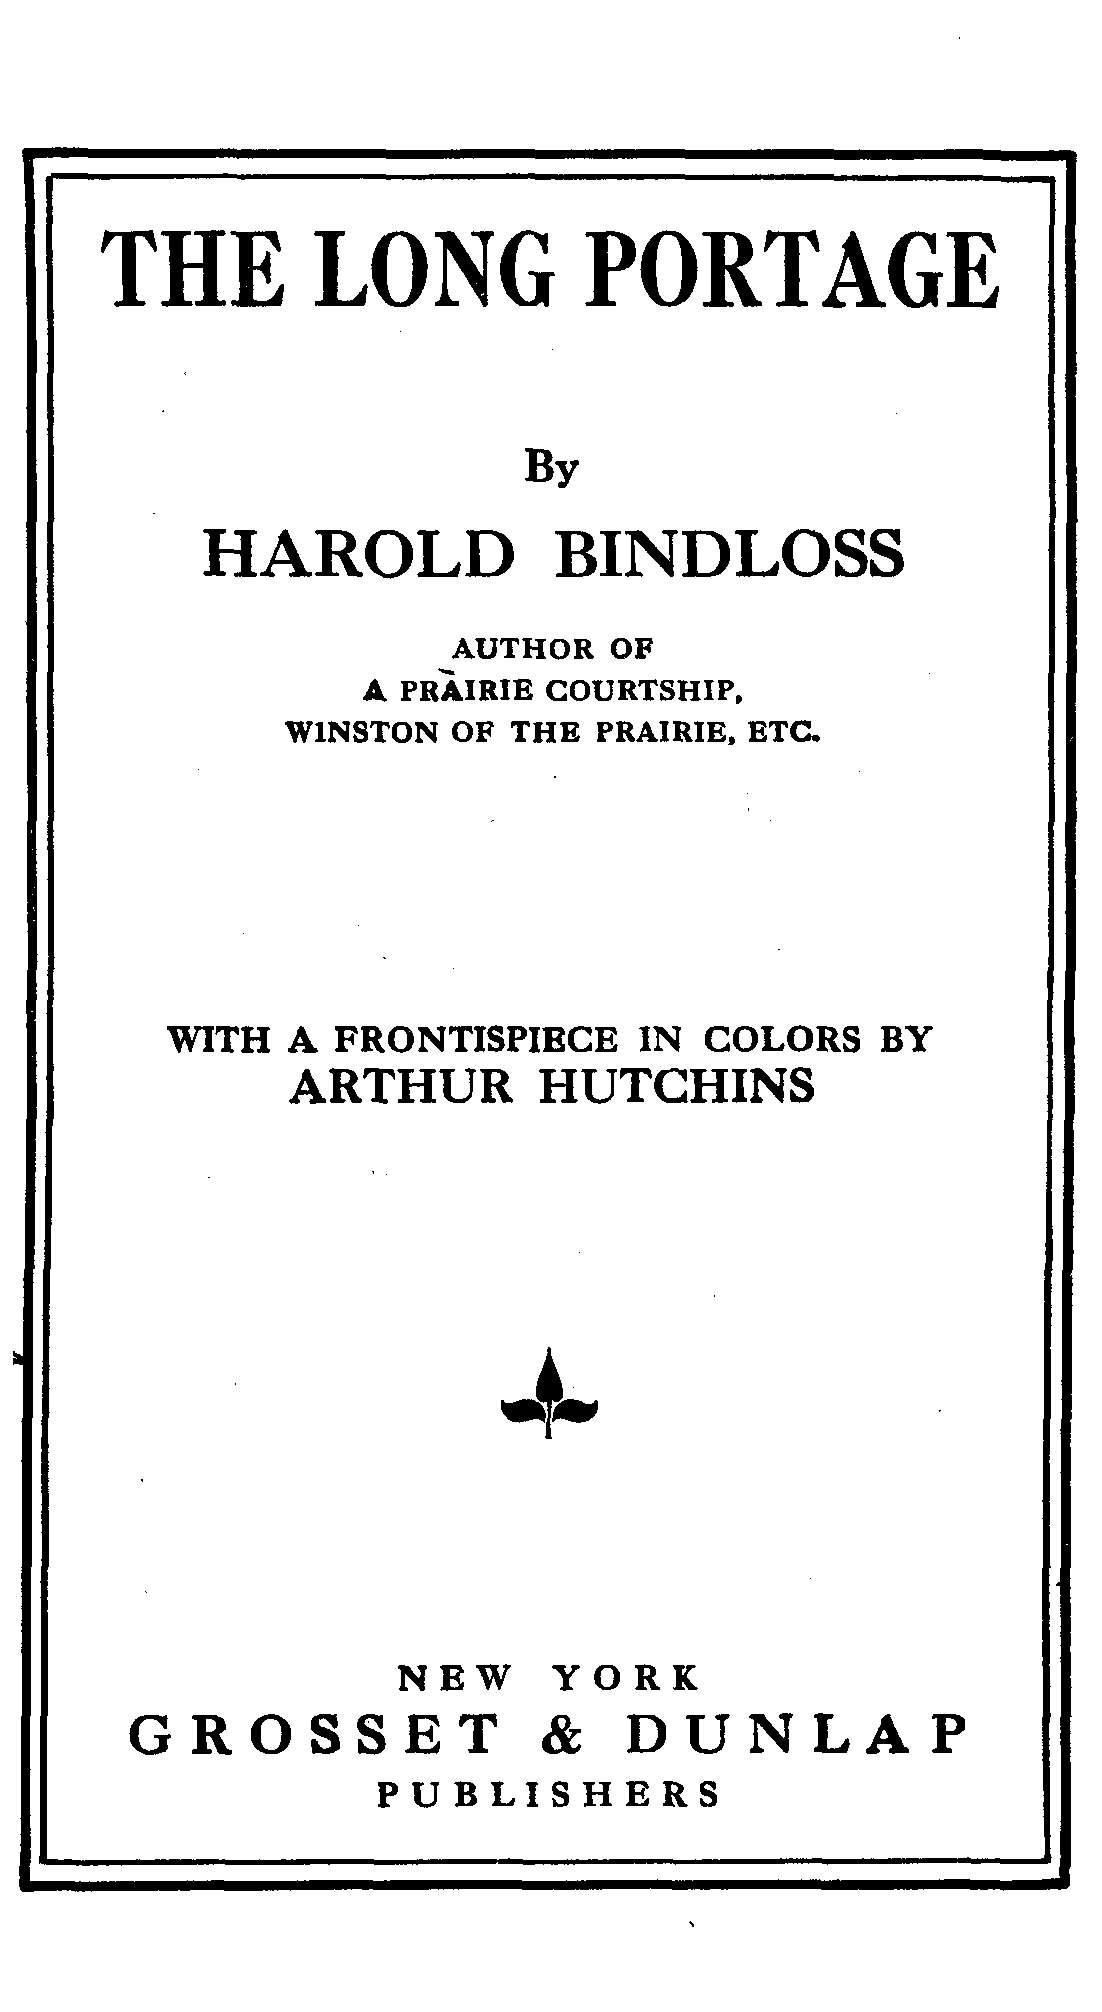 THE LONG PORTAGE
By
HAROLD BINDLOSS
AUTHOR OF
A PRAIRIE COURTSHIP,
WINSTON OF THE PRAIRIE, ETC.
WITH A FRONTISPIECE IN COLORS BY
ARTHUR HUTCHINS
NEW YORK
GROSSET & DUNLAP
PUBLISHERS